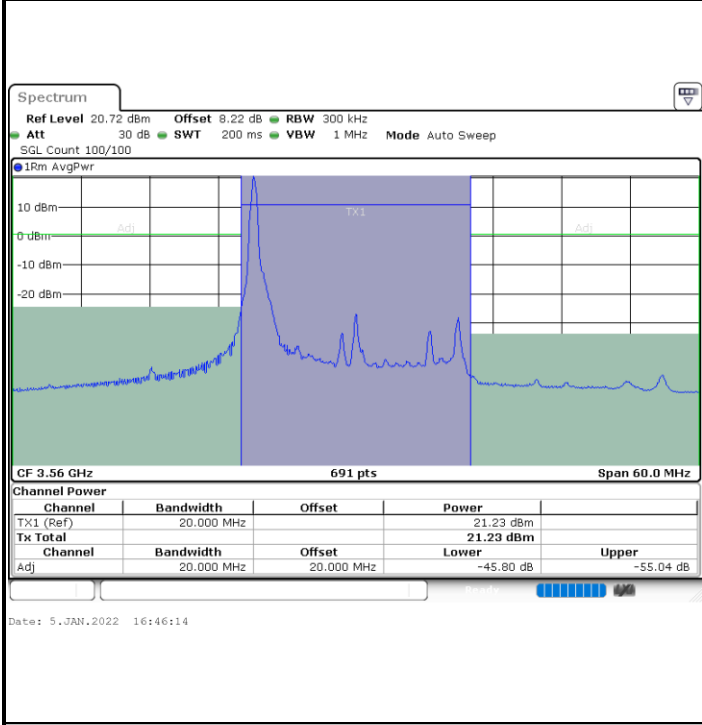 Spectrum
Ref Level 20.72 dBm Offset 8.22 dB RBW 300 kHz
Att 30 dB SWT 200 ms VBW 1 MHz Mode Auto Sweep
SGL Count 100/100
1Rm AvgPwr
TX1
10 dBm
Adj Adj
0 dBm
-10 dBm
-20 dBm
CF 3.56 GHz 691 pts Span 60.0 MHz
Channel Power
Channel Bandwidth Offset Power
TX1 (Ref) 20.000 MHz 21.23 dBm
Tx Total 21.23 dBm
Channel Bandwidth Offset Lower Upper
Adj 20.000 MHz 20.000 MHz -45.80 dB -55.04 dB
Ready
Date: 5.JAN.2022 16:46:14